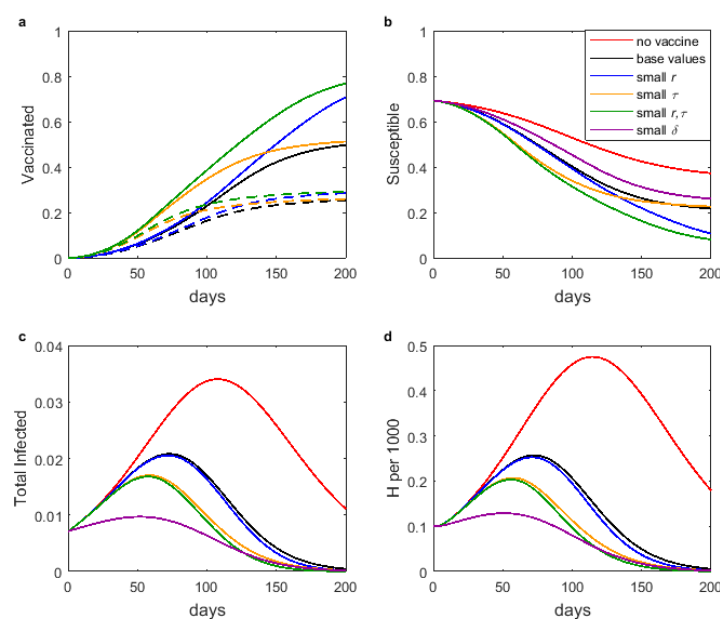 a
Vaccinated
1
0.8
0.6
0.4
0.2
0
0 50 100 150 200
days
b
Susceptible
1
0.8
0.6
0.4
0.2
0
0 50 100 150 200
days
no vaccine
base values
small r
small τ
small r, τ
small δ
c
Total Infected
0.04
0.03
0.02
0.01
0
0 50 100 150 200
days
d
H per 1000
0.5
0.4
0.3
0.2
0.1
0
0 50 100 150 200
days